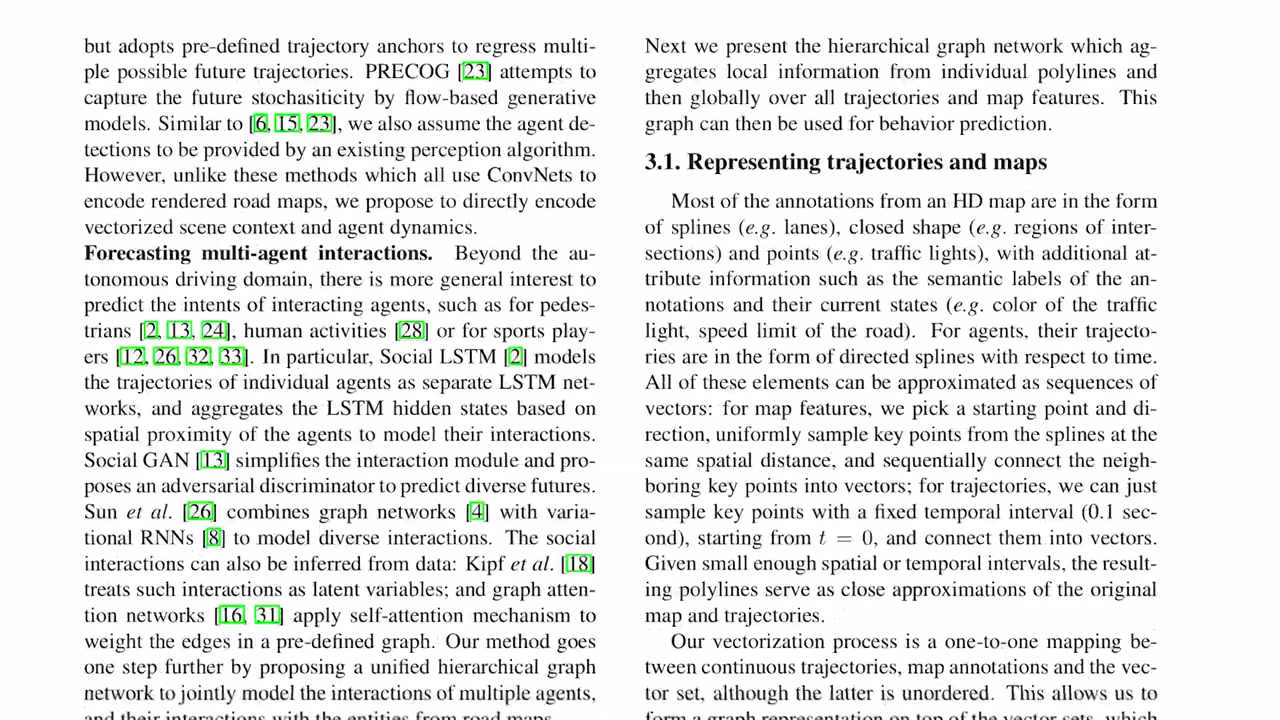 but adopts pre-defined trajectory anchors to regress multi-
ple possible future trajectories. PRECOG [23] attempts to
capture the future stochasiticity by flow-based generative
models. Similar to [6, 15, 23], we also assume the agent de-
tections to be provided by an existing perception algorithm.
However, unlike these methods which all use ConvNets to
encode rendered road maps, we propose to directly encode
vectorized scene context and agent dynamics.
Forecasting multi-agent interactions. Beyond the au-
tonomous driving domain, there is more general interest to
predict the intents of interacting agents, such as for pedes-
trians [2, 13, 24], human activities [28] or for sports play-
ers [12, 26, 32, 33]. In particular, Social LSTM [2] models
the trajectories of individual agents as separate LSTM net-
works, and aggregates the LSTM hidden states based on
spatial proximity of the agents to model their interactions.
Social GAN [13] simplifies the interaction module and pro-
poses an adversarial discriminator to predict diverse futures.
Sun et al. [26] combines graph networks [4] with varia-
tional RNNs [8] to model diverse interactions. The social
interactions can also be inferred from data: Kipf et al. [18]
treats such interactions as latent variables; and graph atten-
tion networks [16, 31] apply self-attention mechanism to
weight the edges in a pre-defined graph. Our method goes
one step further by proposing a unified hierarchical graph
network to jointly model the interactions of multiple agents,
and their interactions with the entities from road maps.
Next we present the hierarchical graph network which ag-
gregates local information from individual polylines and
then globally over all trajectories and map features. This
graph can then be used for behavior prediction.
3.1. Representing trajectories and maps
Most of the annotations from an HD map are in the form
of splines (e.g. lanes), closed shape (e.g. regions of inter-
sections) and points (e.g. traffic lights), with additional at-
tribute information such as the semantic labels of the an-
notations and their current states (e.g. color of the traffic
light, speed limit of the road). For agents, their trajecto-
ries are in the form of directed splines with respect to time.
All of these elements can be approximated as sequences of
vectors: for map features, we pick a starting point and di-
rection, uniformly sample key points from the splines at the
same spatial distance, and sequentially connect the neigh-
boring key points into vectors; for trajectories, we can just
sample key points with a fixed temporal interval (0.1 sec-
ond), starting from t = 0, and connect them into vectors.
Given small enough spatial or temporal intervals, the result-
ing polylines serve as close approximations of the original
map and trajectories.
Our vectorization process is a one-to-one mapping be-
tween continuous trajectories, map annotations and the vec-
tor set, although the latter is unordered. This allows us to
form a graph representation on top of the vector sets, which